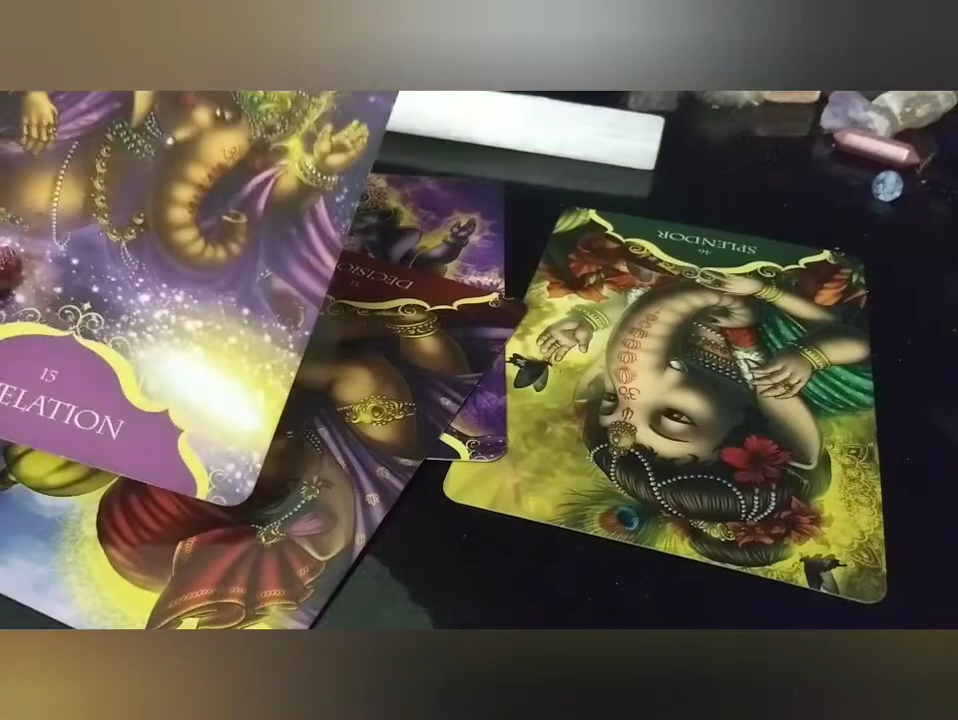 15
ELATION
DECISIO
46
SPLENDOR